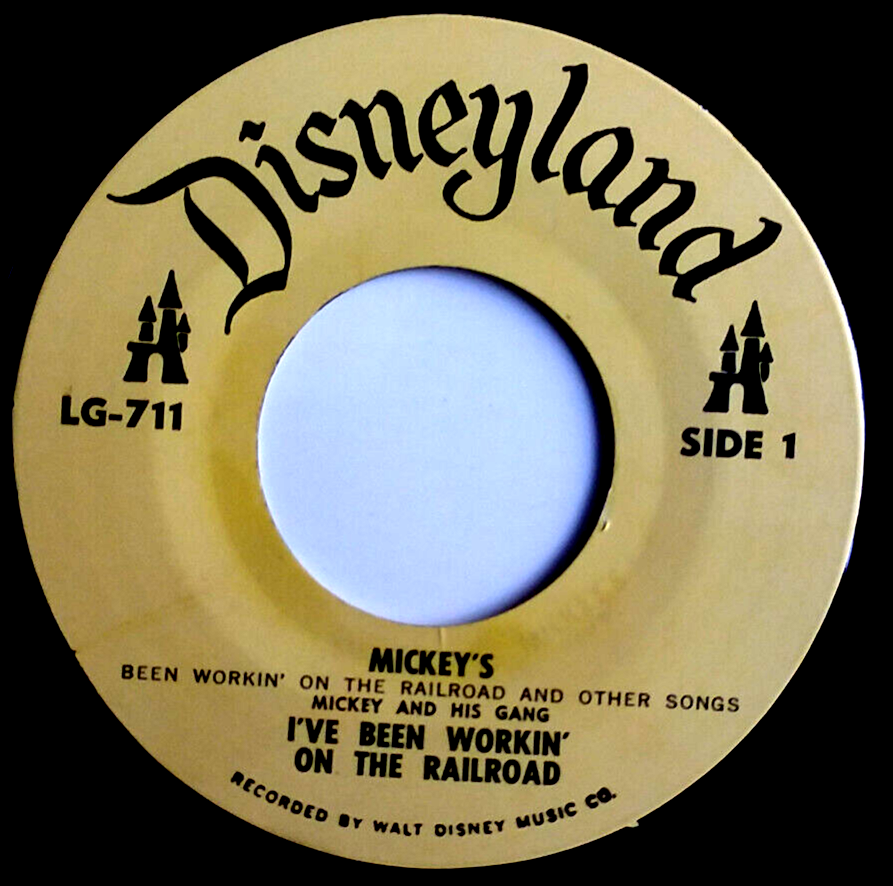 Disneyland
LG-711
SIDE 1
MICKEY'S
BEEN WORKIN' ON THE RAILROAD AND OTHER SONGS
MICKEY AND HIS GANG
I'VE BEEN WORKIN'
ON THE RAILROAD
RECORDED BY WALT DISNEY MUSIC CO.